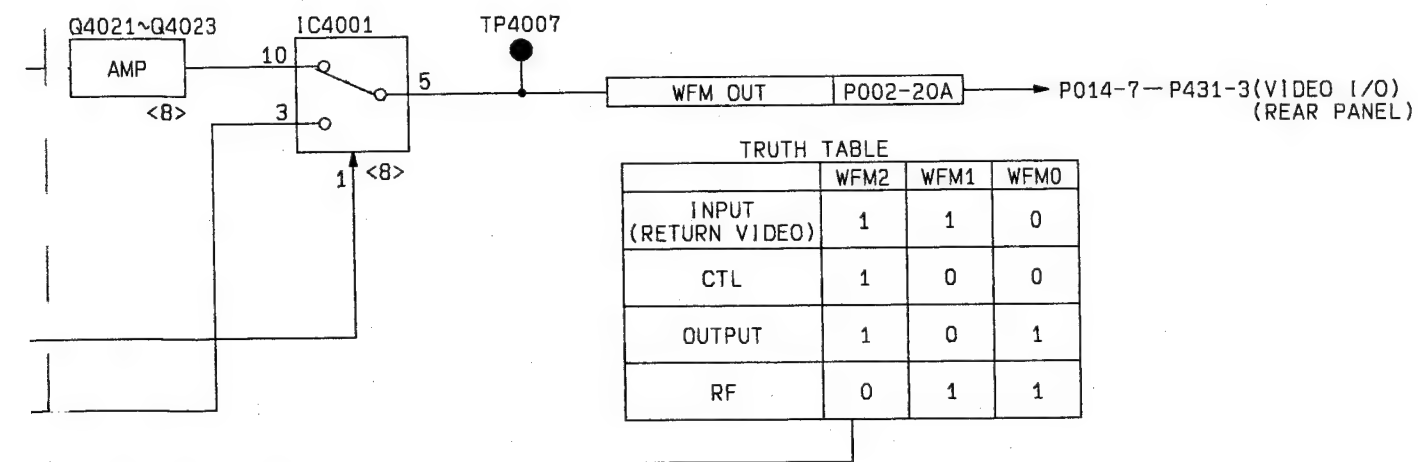 Q4021~Q4023
IC4001
TP4007
AMP
10
5
WFM OUT
P002-20A
P014-7-P431-3(VIDEO I/O)
(REAR PANEL)
<8>
3
1
<8>
TRUTH TABLE
WFM2 WFM1 WFM0
INPUT
(RETURN VIDEO) 1 1 0
CTL 1 0 0
OUTPUT 1 0 1
RF 0 1 1